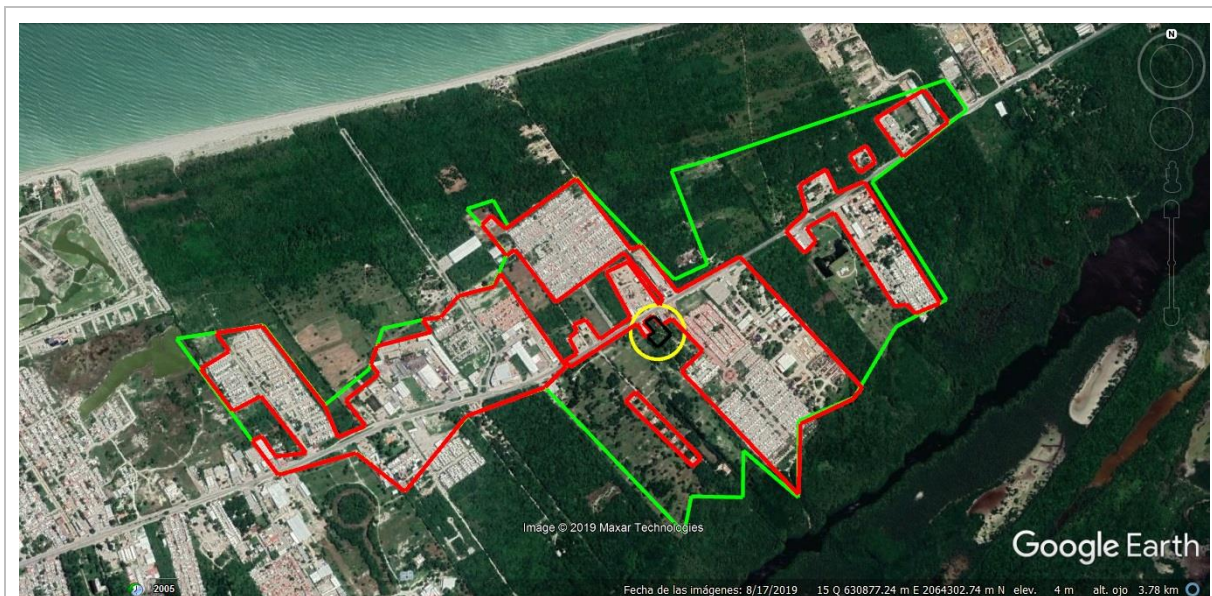 N
Image © 2019 Maxar Technologies
Google Earth
2005
Fecha de las imágenes: 8/17/2019 15 Q 630877.24 m E 2064302.74 m N elev. 4 m alt. ojo 3.78 km